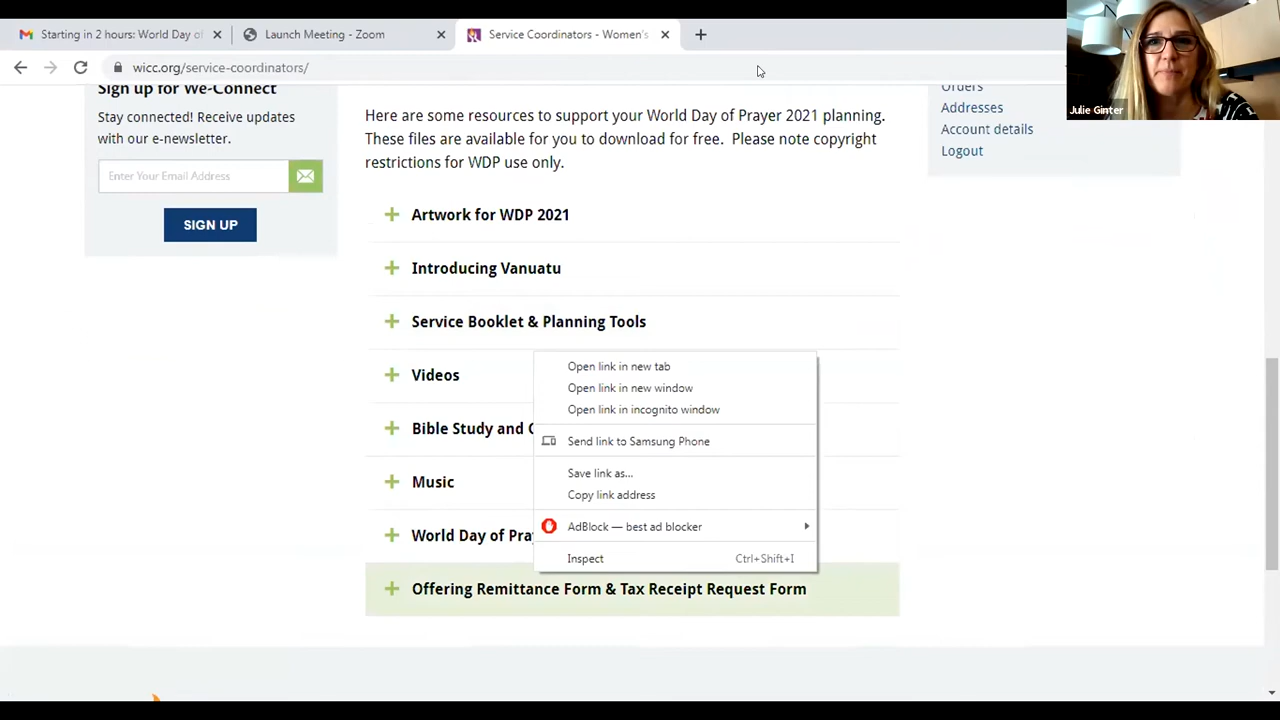 Starting in 2 hours: World Day of
Launch Meeting - Zoom
Service Coordinators - Women's
wicc.org/service-coordinators/
Julie Ginter
Sign up for We-Connect
Stay connected! Receive updates
with our e-newsletter.
Enter Your Email Address
SIGN UP
Here are some resources to support your World Day of Prayer 2021 planning.
These files are available for you to download for free. Please note copyright
restrictions for WDP use only.
Orders
Addresses
Account details
Logout
Artwork for WDP 2021
Introducing Vanuatu
Service Booklet & Planning Tools
Videos
Bible Study and
Music
World Day of
Offering Remittance Form & Tax Receipt Request Form
Open link in new tab
Open link in new window
Open link in incognito window
Send link to Samsung Phone
Save link as...
Copy link address
AdBlock — best ad blocker
Inspect Ctrl+Shift+I